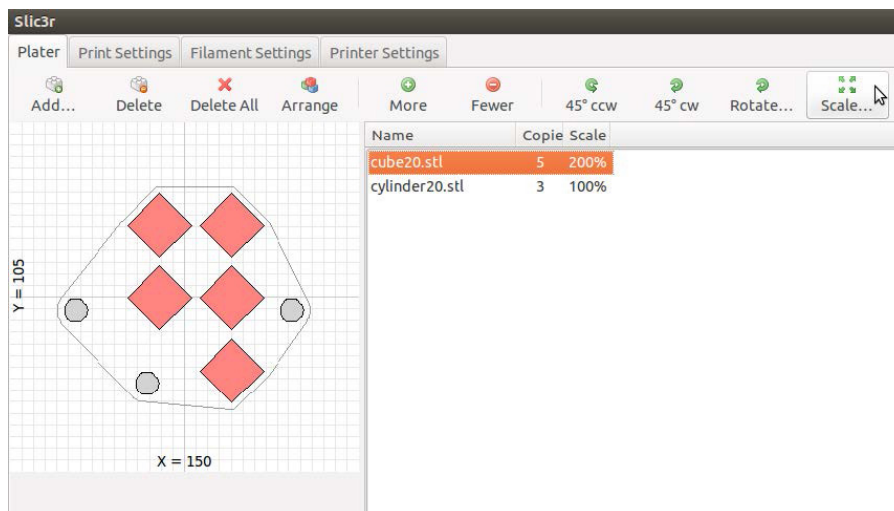 Slic3r
Plater Print Settings Filament Settings Printer Settings
Add... Delete Delete All Arrange More Fewer 45° ccw 45° cw Rotate... Scale...
Name Copie Scale
cube20.stl 5 200%
cylinder20.stl 3 100%
Y = 105
X = 150